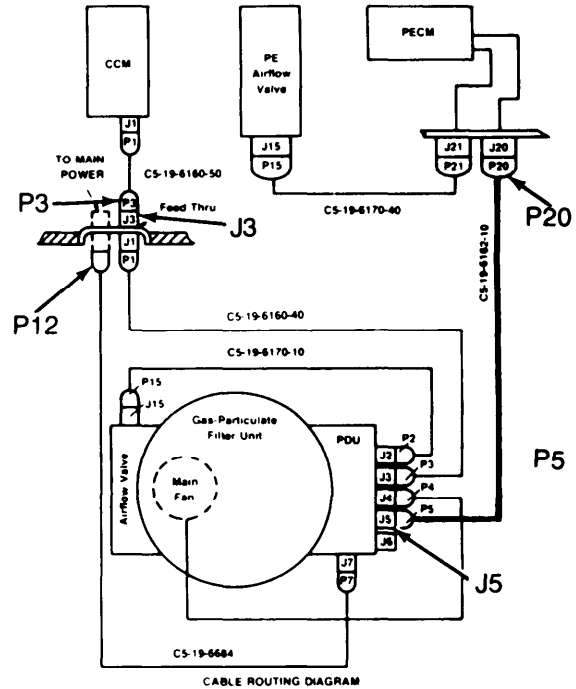 CCM
PE
Airflow
Valve
PECM
J1
P1
J15
P15
J21
P21
J20
P20
TO MAIN
POWER
C5-19-6160-50
P3
P3
J3
Feed Thru
J3
C5-19-6170-40
P20
C5-19-6162-10
J1
P1
P12
C5-19-6160-40
C5-19-6170-10
P15
J15
Gas-Particulate
Filter Unit
PDU
Airflow Valve
Main
Fan
J2
P2
J3
P3
J4
P4
J5
P5
J6
P5
J5
J7
P7
C5-19-6684
CABLE ROUTING DIAGRAM